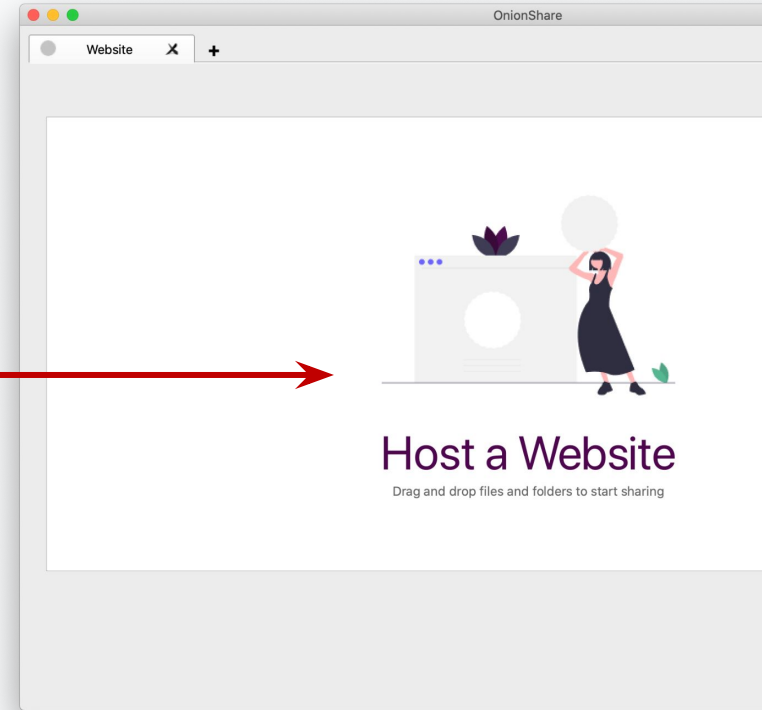 OnionShare
Website
Host a Website
Drag and drop files and folders to start sharing